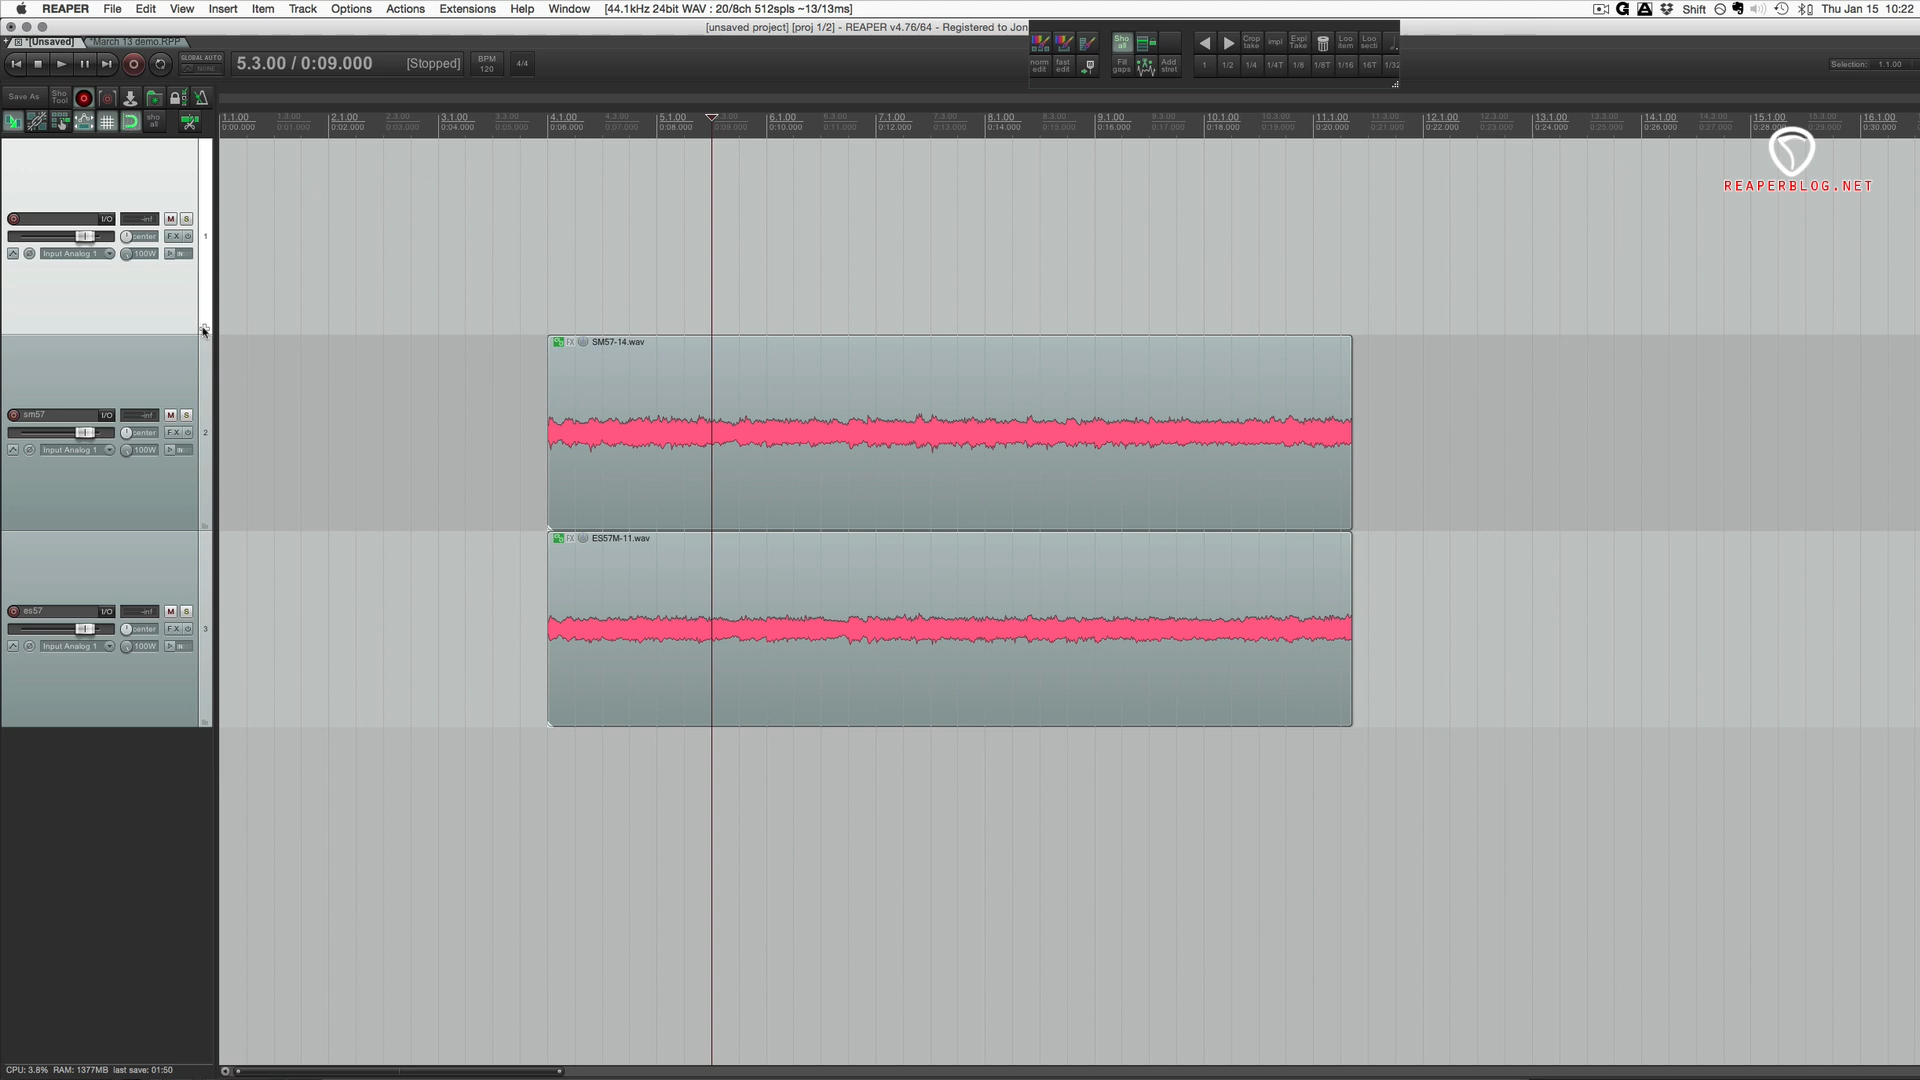 REAPER File Edit View Insert Item Track Options Actions Extensions Help Window [44.1kHz 24bit WAV : 20/8ch 512spls ~13/13ms]
Shift Thu Jan 15 10:22
[unsaved project] [proj 1/2] - REAPER v4.76/64 - Registered to Jon
*[Unsaved] *March 13 demo.RPP
GLOBAL AUTO
NONE
5.3.00 / 0:09.000 [Stopped] BPM 120 4/4
Sho all Crop take impl Expl Take Loo item Loo secti
norm edit fast edit Fill gaps Add stret 1 1/2 1/4 1/4T 1/8 1/8T 1/16 16T 1/32
Selection: 1.1.00
Save As Sho Tool
sho all
1.1.00 1.3.00 2.1.00 2.3.00 3.1.00 3.3.00 4.1.00 4.3.00 5.1.00 5.3.00 6.1.00 6.3.00 7.1.00 7.3.00 8.1.00 8.3.00 9.1.00 9.3.00 10.1.00 10.3.00 11.1.00 11.3.00 12.1.00 12.3.00 13.1.00 13.3.00 14.1.00 14.3.00 15.1.00 15.3.00 16.1.00
0:00.000 0:01.000 0:02.000 0:03.000 0:04.000 0:05.000 0:06.000 0:07.000 0:08.000 0:09.000 0:10.000 0:11.000 0:12.000 0:13.000 0:14.000 0:15.000 0:16.000 0:17.000 0:18.000 0:19.000 0:20.000 0:21.000 0:22.000 0:23.000 0:24.000 0:25.000 0:26.000 0:27.000 0:28.000 0:29.000 0:30.000
REAPERBLOG.NET
I/O -inf M S
center FX 1
Input Analog 1 100W IN
FX SM57-14.wav
sm57 I/O -inf M S
center FX 2
Input Analog 1 100W IN
FX ES57M-11.wav
es57 I/O -inf M S
center FX 3
Input Analog 1 100W IN
CPU: 3.8% RAM: 1377MB last save: 01:50